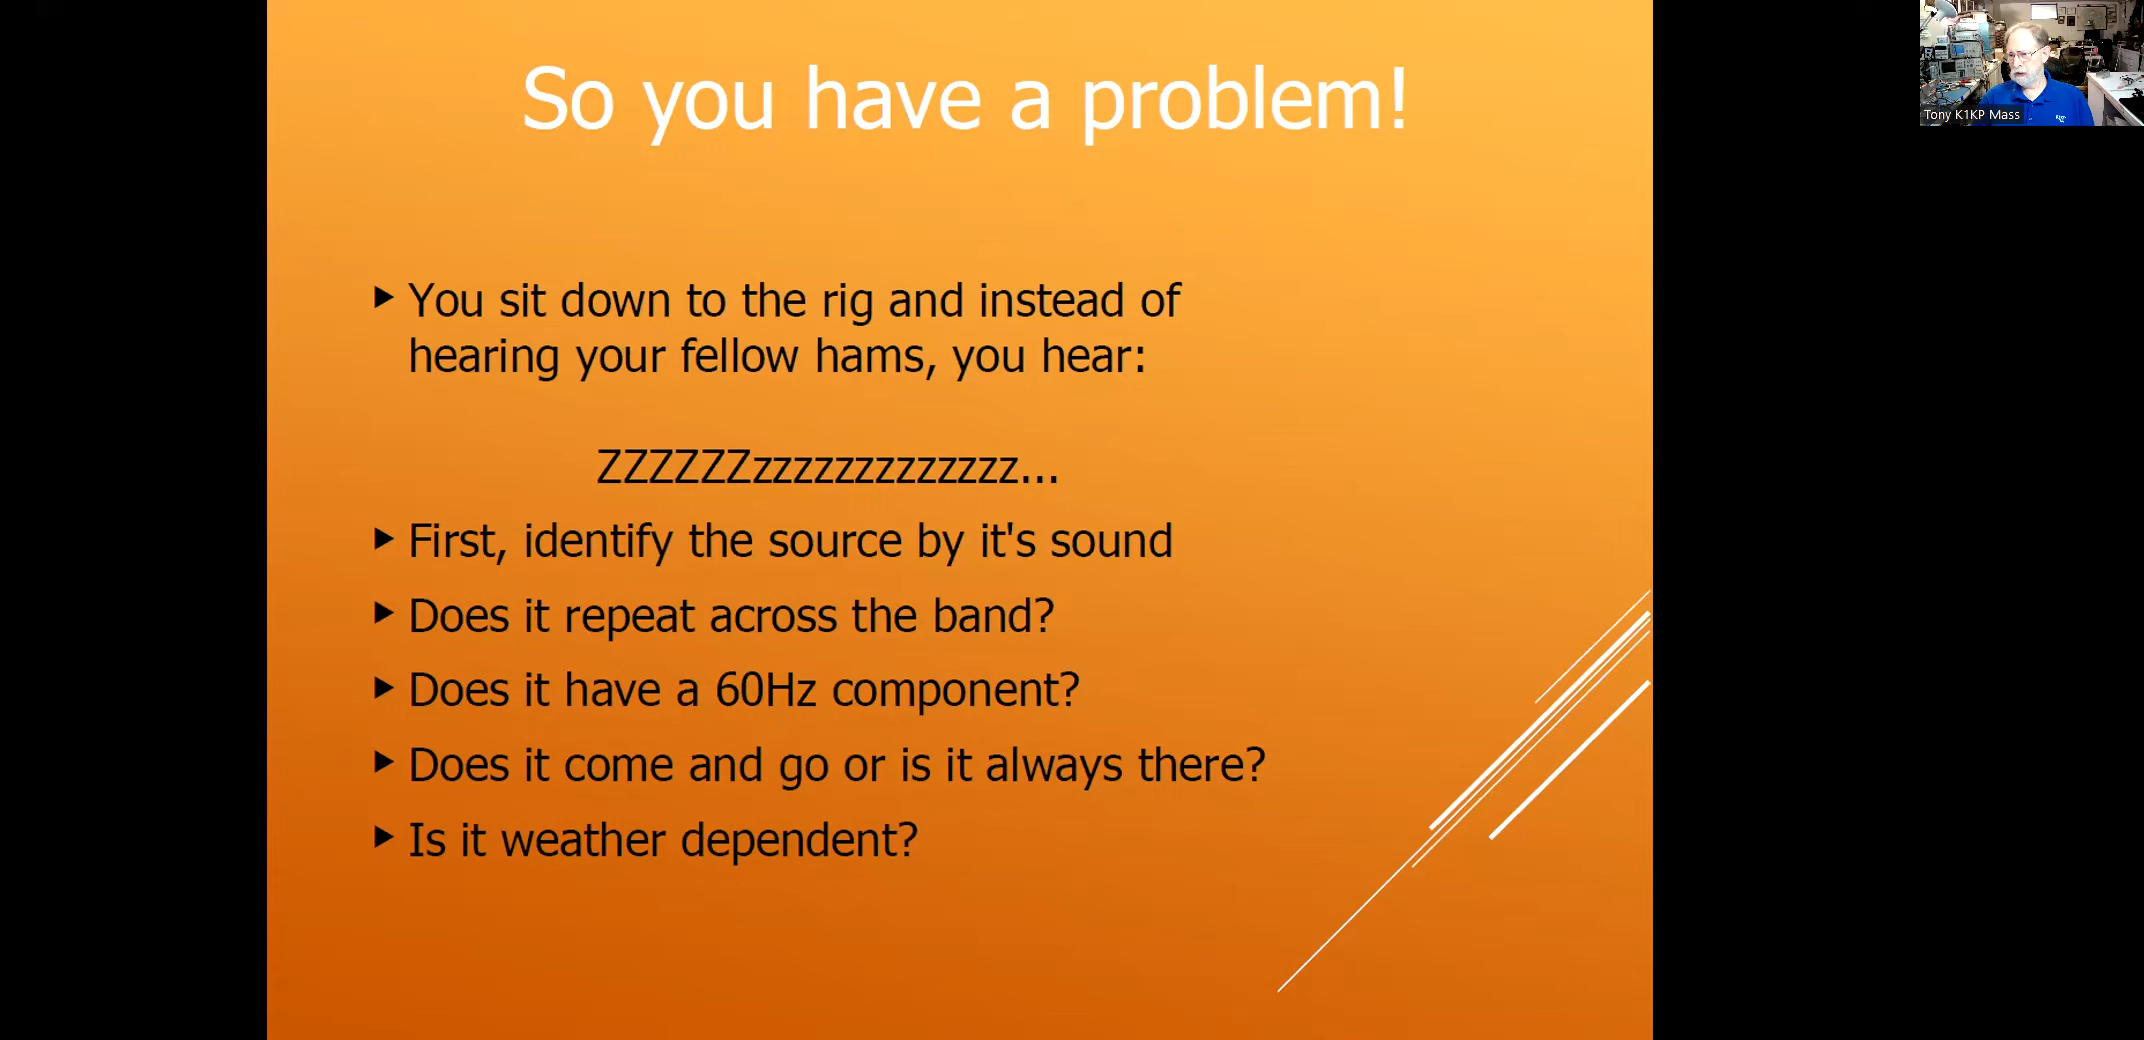 So you have a problem!
You sit down to the rig and instead of
hearing your fellow hams, you hear:
ZZZZZZzzzzzzzzzzzzz...
First, identify the source by it's sound
Does it repeat across the band?
Does it have a 60Hz component?
Does it come and go or is it always there?
Is it weather dependent?
Tony K1KP Mass